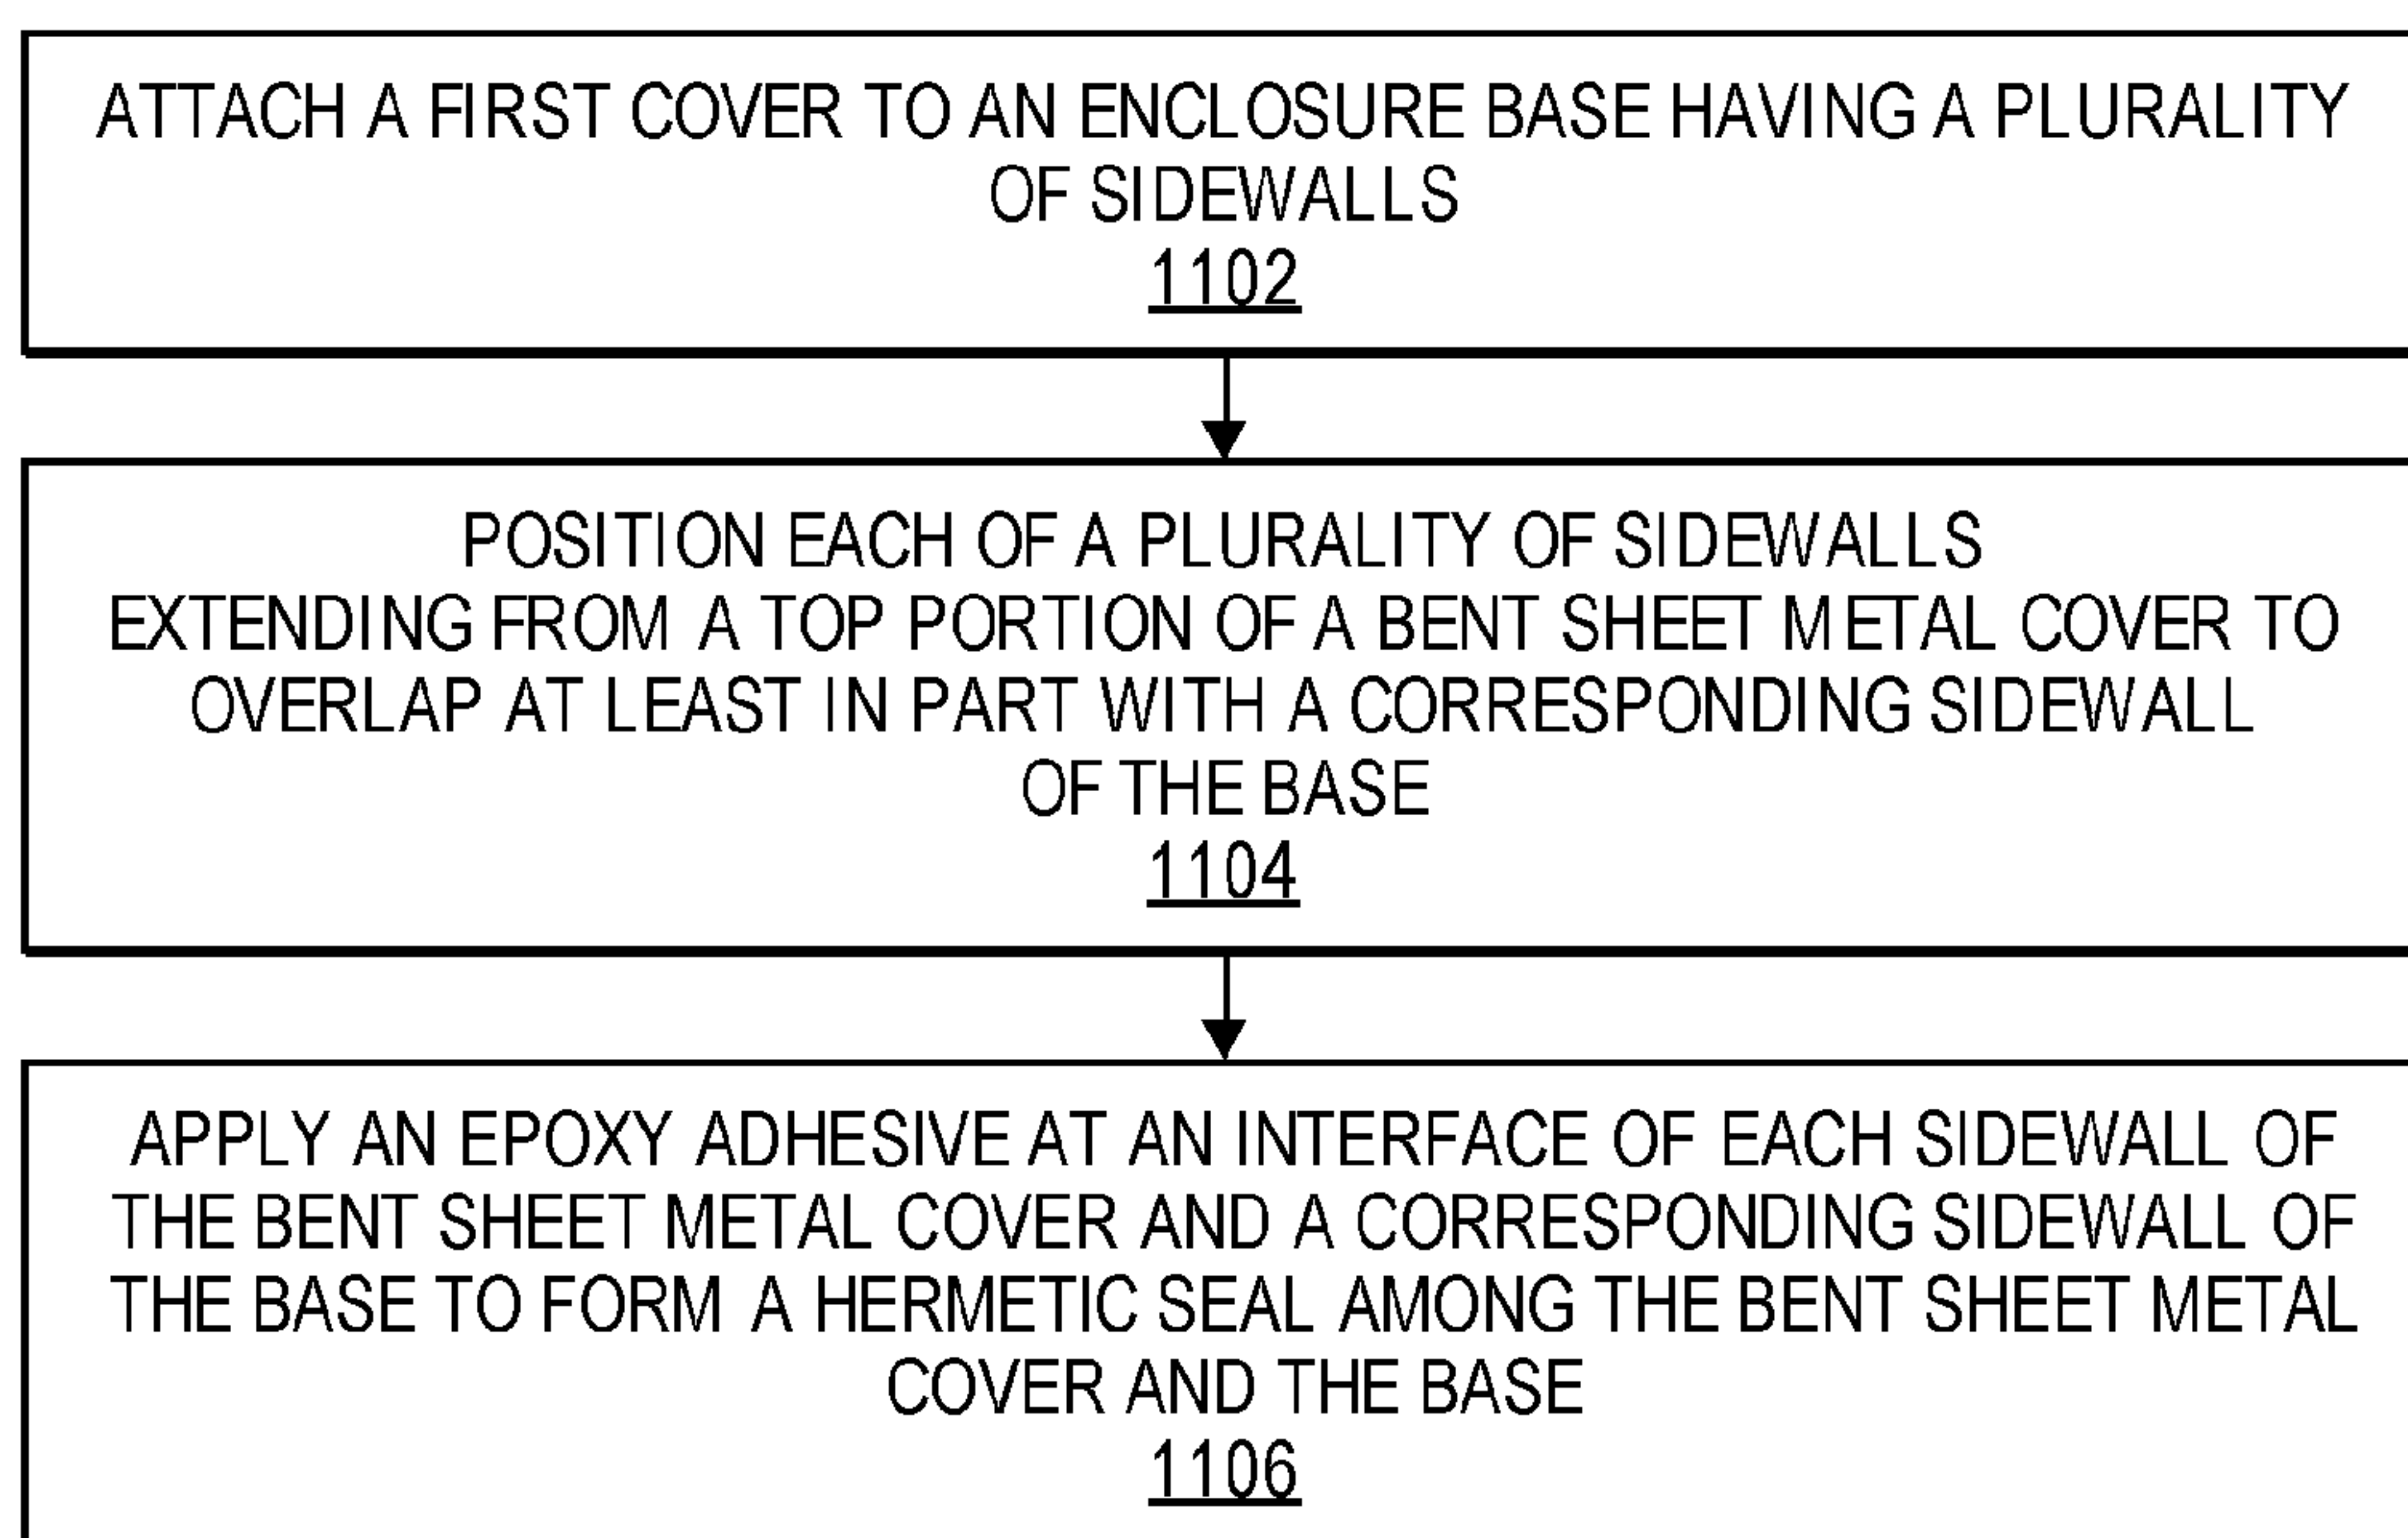 ATTACH A FIRST COVER TO AN ENCLOSURE BASE HAVING A PLURALITY
OF SIDEWALLS
1102
POSITION EACH OF A PLURALITY OF SIDEWALLS
EXTENDING FROM A TOP PORTION OF A BENT SHEET METAL COVER TO
OVERLAP AT LEAST IN PART WITH A CORRESPONDING SIDEWALL
OF THE BASE
1104
APPLY AN EPOXY ADHESIVE AT AN INTERFACE OF EACH SIDEWALL OF
THE BENT SHEET METAL COVER AND A CORRESPONDING SIDEWALL OF
THE BASE TO FORM A HERMETIC SEAL AMONG THE BENT SHEET METAL
COVER AND THE BASE
1106